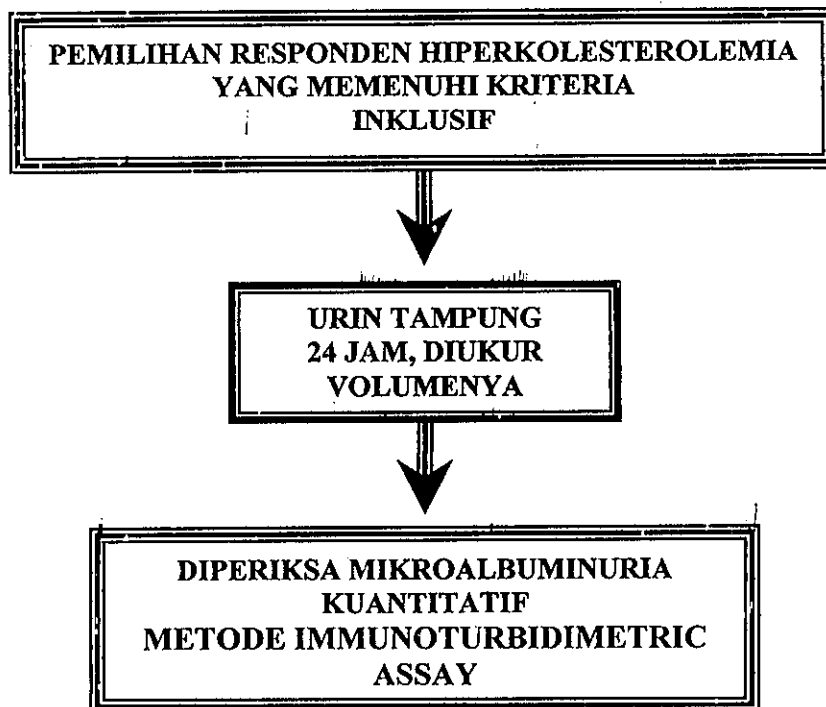 PEMILIHAN RESPONDEN HIPERKOLESTEROLEMIA
YANG MEMENUHI KRITERIA
INKLUSIF
URIN TAMPUNG
24 JAM, DIUKUR
VOLUMENYA
DIPERIKSA MIKROALBUMINURIA
KUANTITATIF
METODE IMMUNOTURBIDIMETRIC
ASSAY